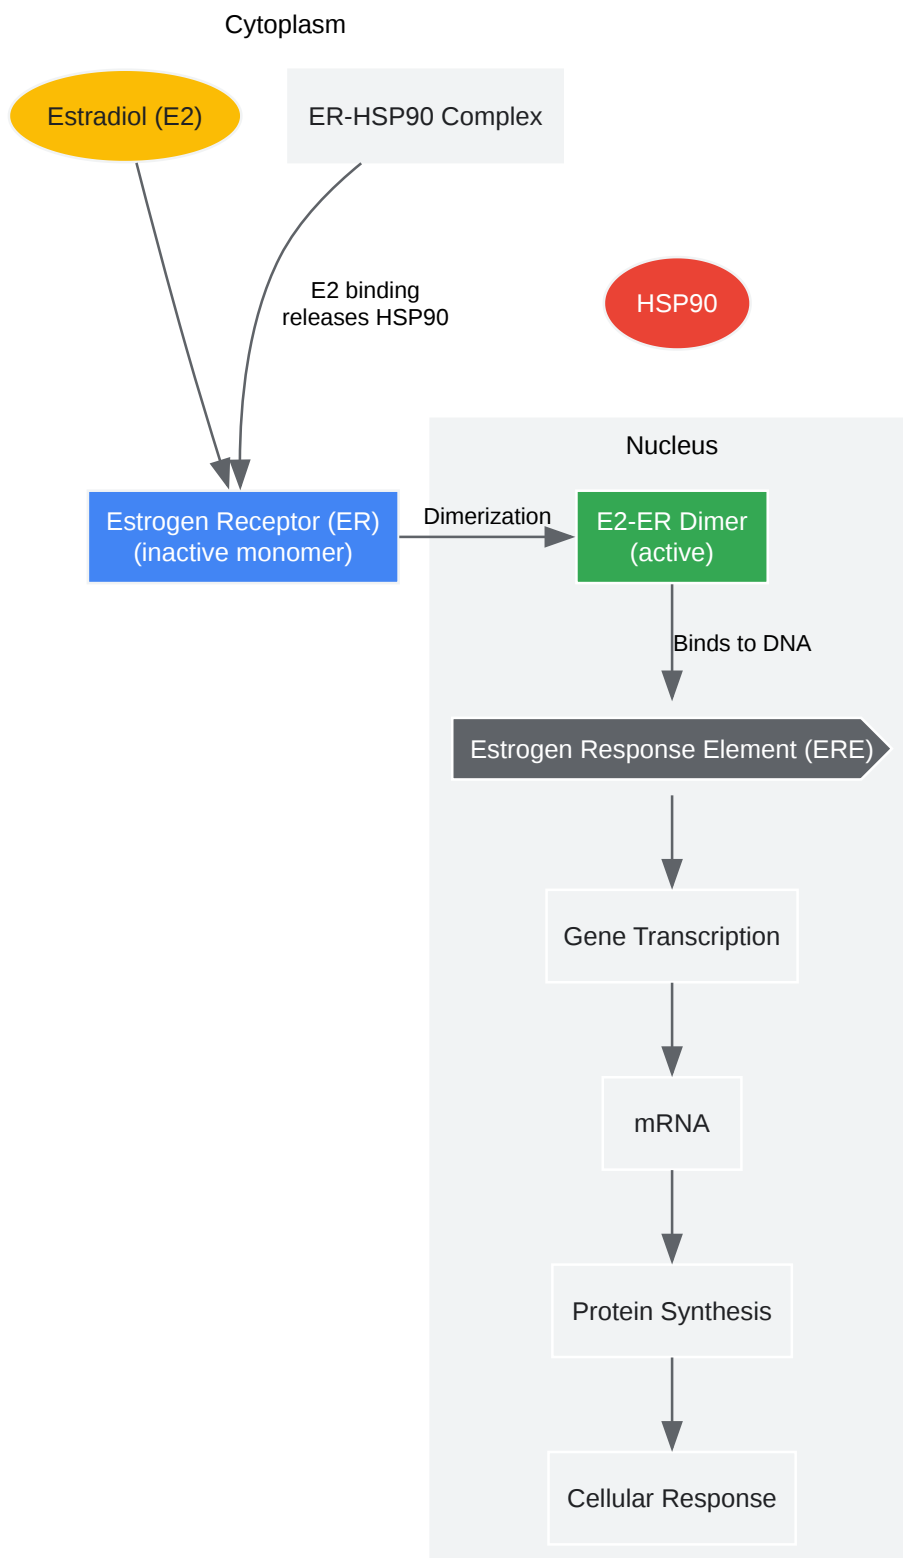 Cytoplasm
Estradiol (E2)
ER-HSP90 Complex
E2 binding
releases HSP90
HSP90
Nucleus
Estrogen Receptor (ER)
(inactive monomer)
Dimerization
E2-ER Dimer
(active)
Binds to DNA
Estrogen Response Element (ERE)
Gene Transcription
mRNA
Protein Synthesis
Cellular Response